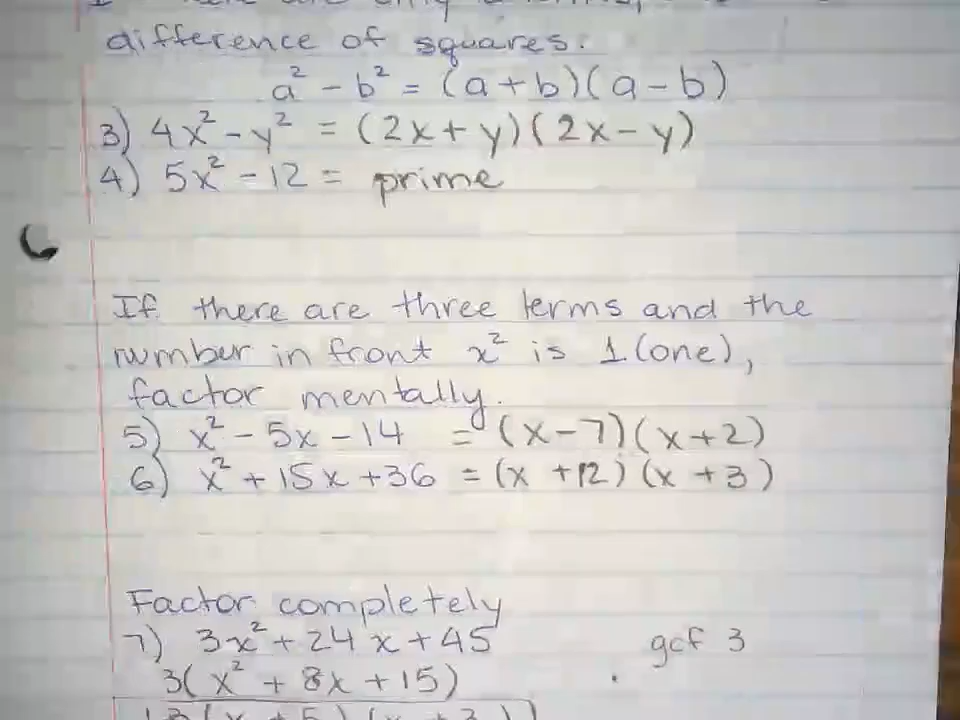 difference of squares.
a² - b² = (a+b)(a-b)
3) 4x² - y² = (2x+y)(2x-y)
4) 5x² - 12 = prime
If there are three terms and the
number in front x² is 1 (one),
factor mentally.
5) x² - 5x - 14 = (x-7)(x+2)
6) x² + 15x + 36 = (x +12) (x +3)
Factor completely
7) 3x² + 24x + 45 gcf 3
3(x² + 8x + 15)